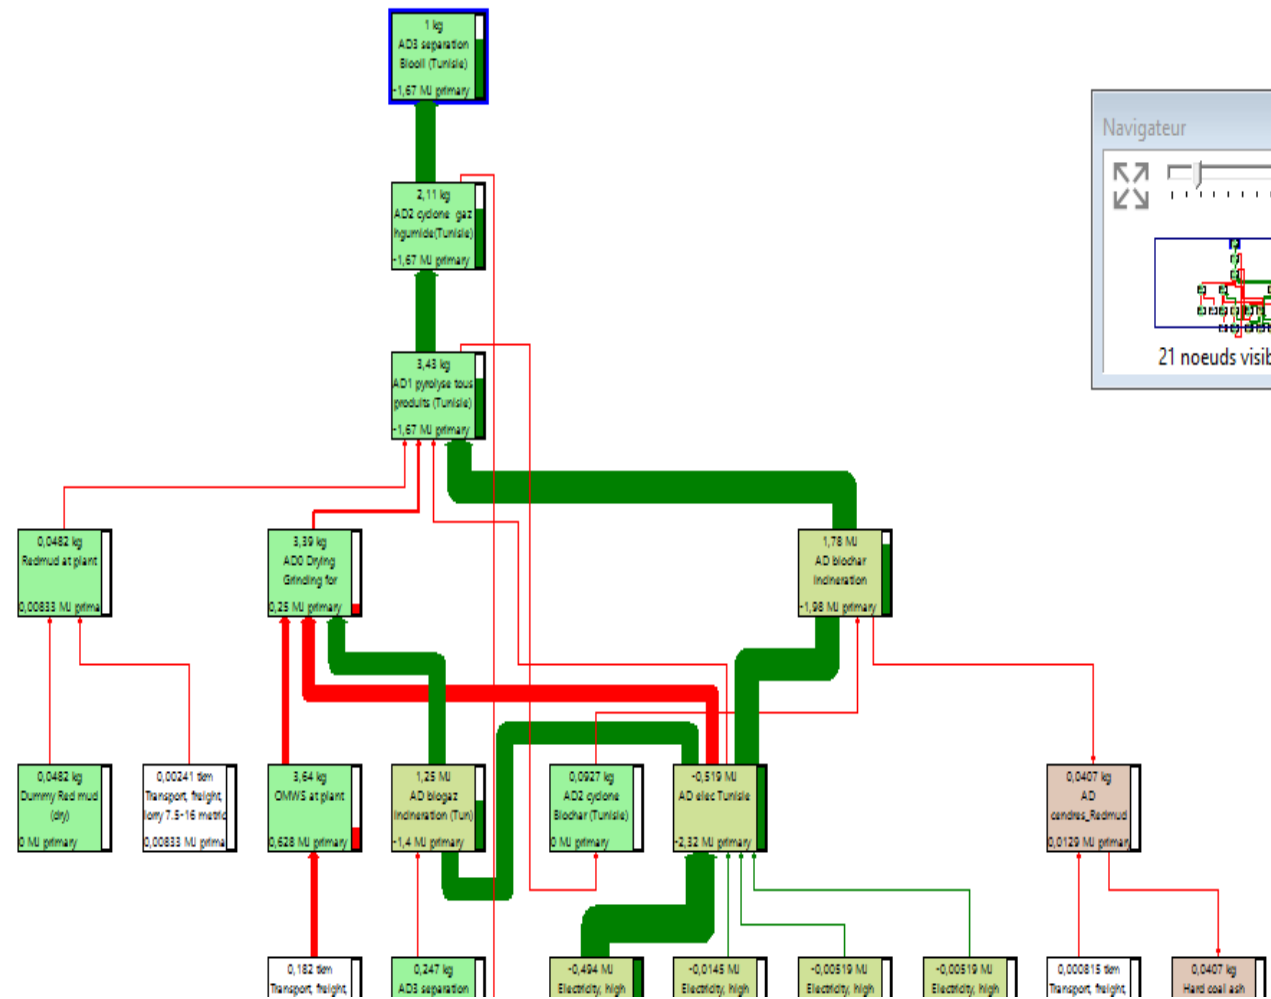 1 kg
AD3 separation
Biooil (Tunisie)
-1,67 MJ primary
Navigateur
2,11 kg
AD2 cyclone gaz
hgumide(Tunisie)
-1,67 MJ primary
21 noeuds visib
3,43 kg
AD1 pyrolyse tous
produits (Tunisie)
-1,67 MJ primary
0,0482 kg
Redmud at plant
0,00833 MJ prima
3,39 kg
AD0 Drying
Grinding for
0,25 MJ primary
1,78 MJ
AD biochar
incineration
-1,98 MJ primary
0,0482 kg
Dummy Red mud
(dry)
0 MJ primary
0,00241 tkm
Transport, freight,
lorry 7.5-16 metric
0,00833 MJ prima
3,64 kg
OMWS at plant
0,628 MJ primary
1,25 MJ
AD biogaz
incineration (Tun)
-1,4 MJ primary
0,0927 kg
AD2 cyclone
Biochar (Tunisie)
0 MJ primary
-0,519 MJ
AD elec Tunisie
-2,32 MJ primary
0,0407 kg
AD
cendres_Redmud
0,0129 MJ primar
0,182 tkm
Transport, freight,
0,247 kg
AD3 separation
-0,494 MJ
Electricity, high
-0,0145 MJ
Electricity, high
-0,00519 MJ
Electricity, high
-0,00519 MJ
Electricity, high
0,000815 tkm
Transport, freight,
0,0407 kg
Hard coal ash